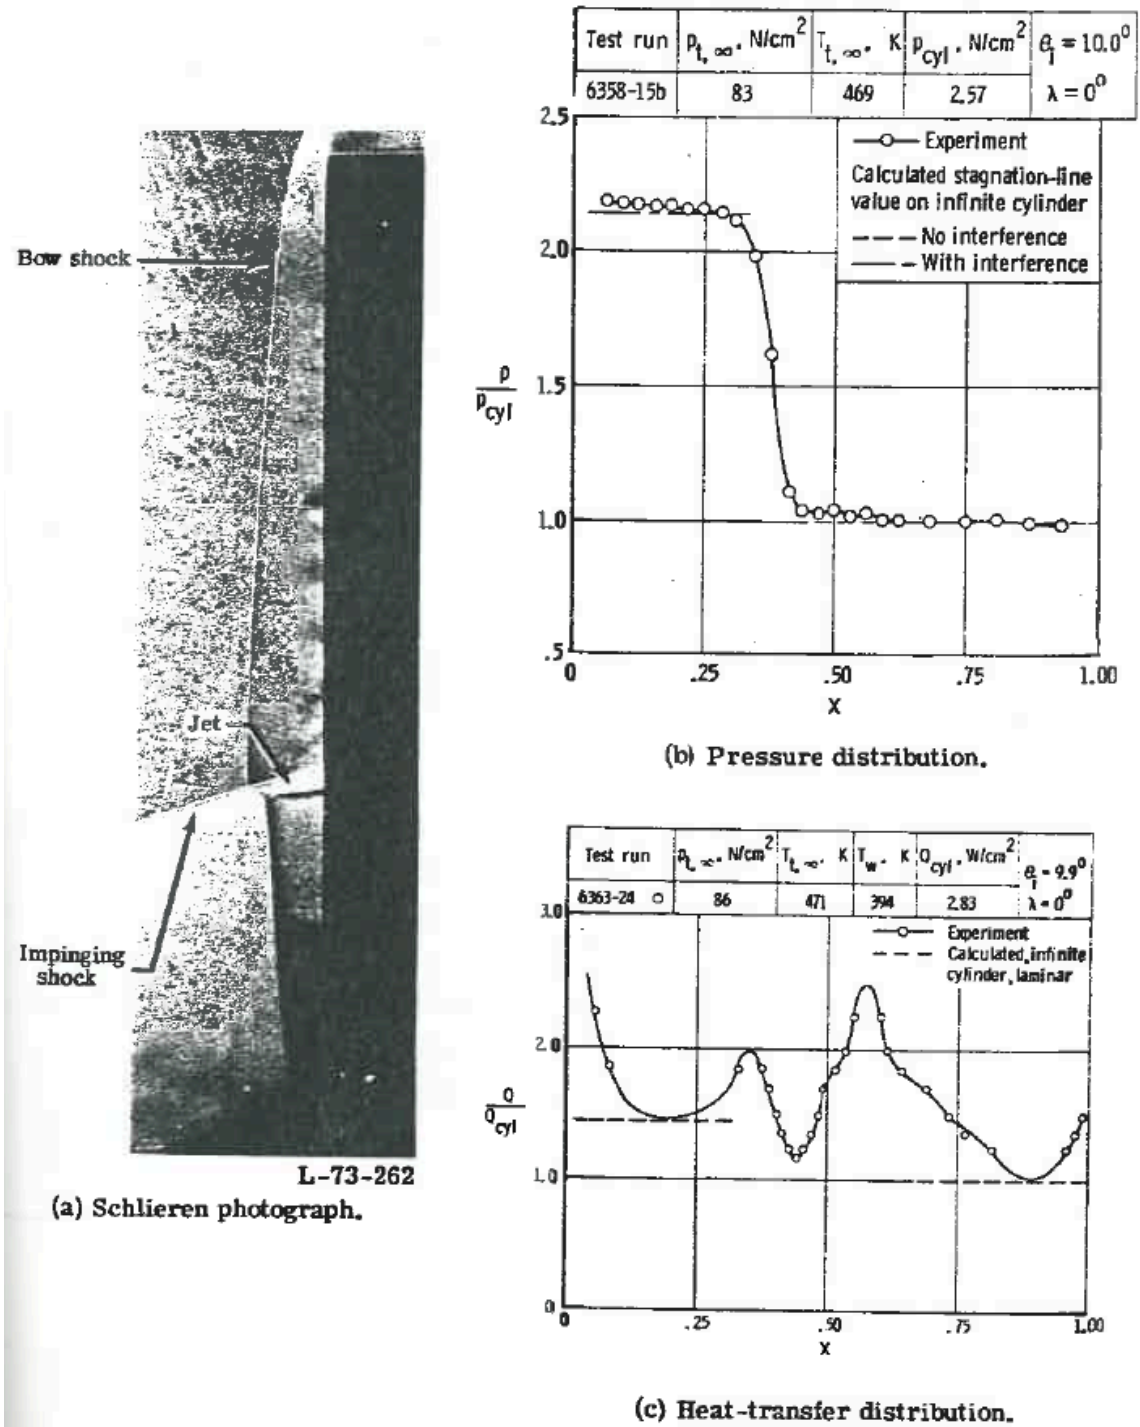 Bow shock
Jet
Impinging
shock
L-73-262
(a) Schlieren photograph.
Test run p_t,∞, N/cm² T_t,∞, K p_cyl, N/cm² θ_i = 10.0°
6358-15b 83 469 2.57 λ = 0°
2.5
2.0
1.5
1.0
.5
p
p_cyl
Experiment
Calculated stagnation-line
value on infinite cylinder
No interference
With interference
0 .25 .50 .75 1.00
X
(b) Pressure distribution.
Test run p_t,∞, N/cm² T_t,∞, K T_w, K Q_cyl, W/cm² θ_i = 9.9°
6363-24 ○ 86 471 394 2.83 λ = 0°
3.0
2.0
1.0
0
Q
Q_cyl
Experiment
Calculated, infinite
cylinder, laminar
0 .25 .50 .75 1.00
X
(c) Heat-transfer distribution.